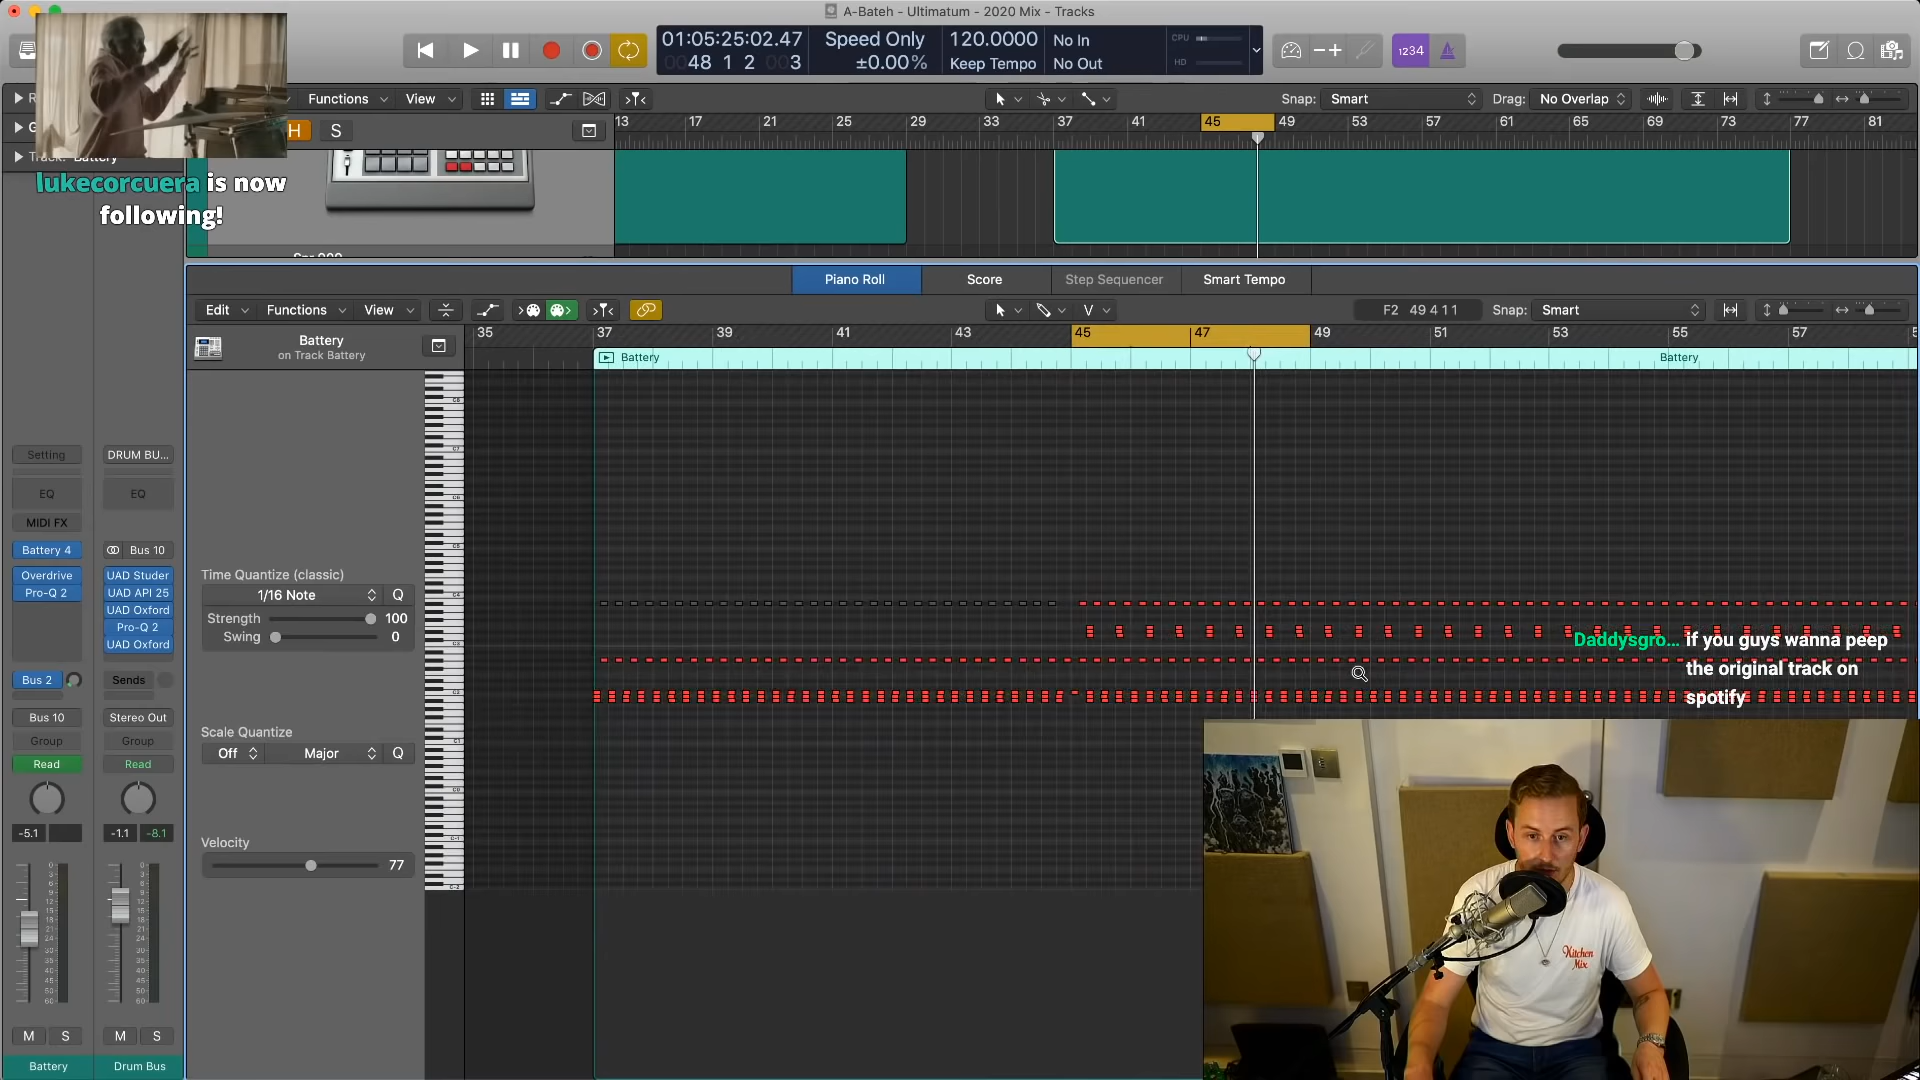 A-Bateh - Ultimatum - 2020 Mix - Tracks
01:05:25:02.47
48 1 2 003
Speed Only
±0.00%
120.0000
Keep Tempo
No In
No Out
CPU
HD
1234
Functions
View
Snap: Smart
Drag: No Overlap
H
S
13 17 21 25 29 33 37 41 45 49 53 57 61 65 69 73 77 81
lukecorcuera is now
following!
Piano Roll
Score
Step Sequencer
Smart Tempo
Edit
Functions
View
V
F2 49 4 1 1
Snap: Smart
Battery
on Track Battery
35 37 39 41 43 45 47 49 51 53 55 57
Battery
Battery
Setting
DRUM BU...
EQ
EQ
MIDI FX
Battery 4
Bus 10
Overdrive
UAD Studer
Pro-Q 2
UAD API 25
UAD Oxford
Pro-Q 2
UAD Oxford
Bus 2
Sends
Bus 10
Stereo Out
Group
Group
Read
Read
-5.1
-1.1
-8.1
M
S
M
S
Battery
Drum Bus
Time Quantize (classic)
1/16 Note
Q
Strength
100
Swing
0
Scale Quantize
Off
Major
Q
Velocity
77
Daddysgro... if you guys wanna peep
the original track on
spotify
Kitchen
Mix